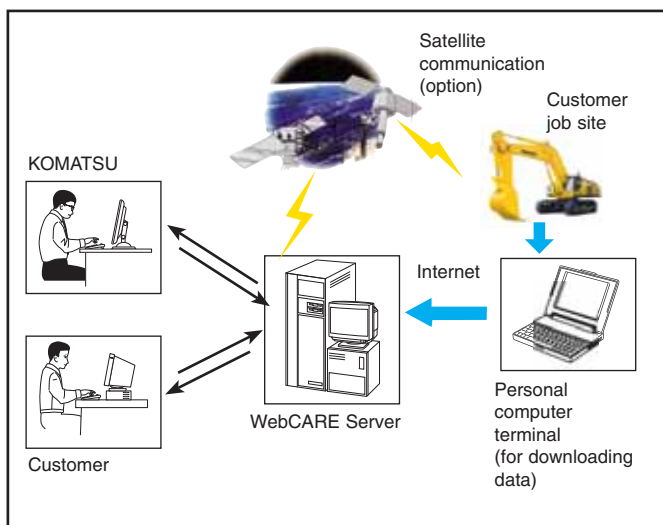 Satellite
communication
(option)
Customer
job site
KOMATSU
Internet
WebCARE Server
Customer
Personal
computer
terminal
(for downloading
data)